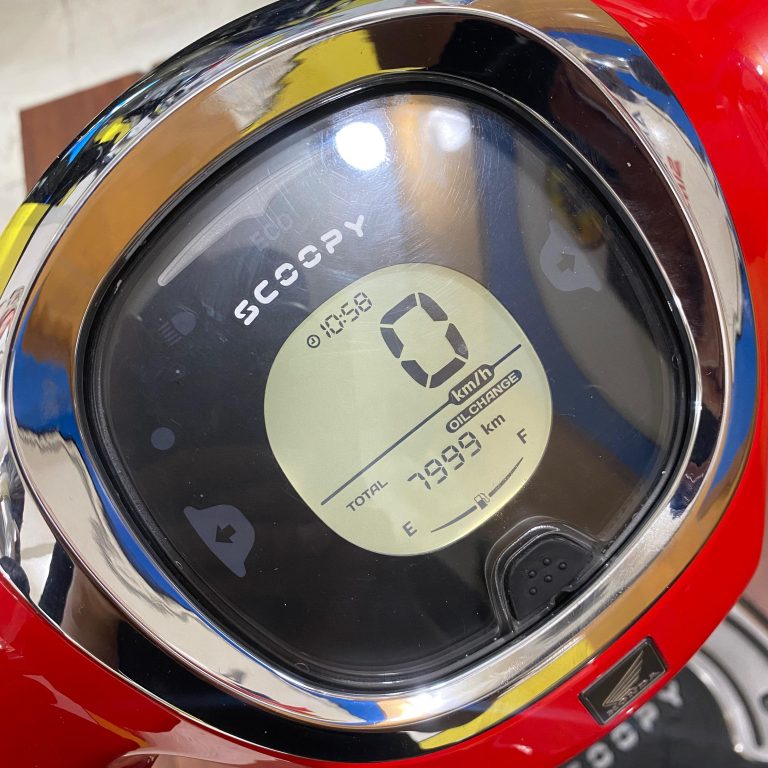 ECO
SCOOPY
10:58
0
km/h
OIL CHANGE
TOTAL 7999 km
E F
HONDA
SCOOPY